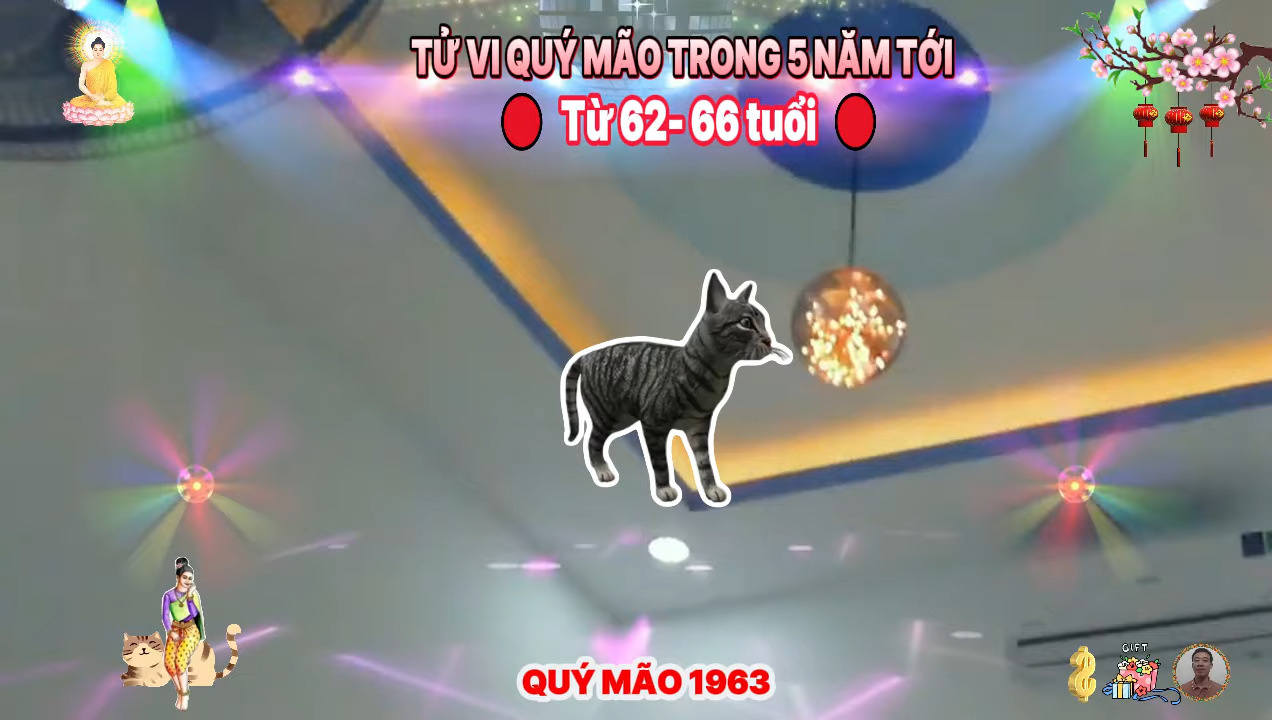 TỬ VI QUÝ MÃO TRONG 5 NĂM TỚI
Từ 62- 66 tuổi
GIFT
QUÝ MÃO 1963